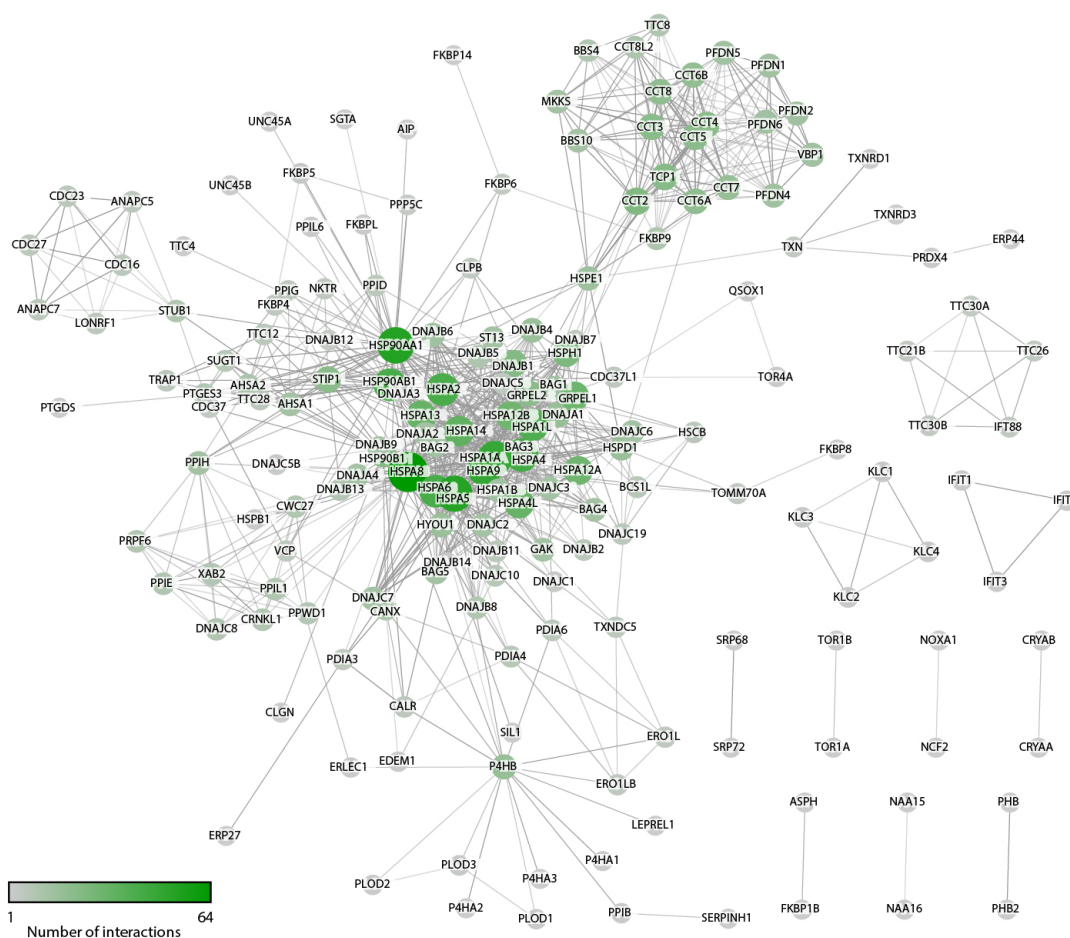 TTC8
BBS4
CCT8L2
PFDN5
FKBP14
PFDN1
CCT6B
CCT8
MKKS
PFDN2
UNC45A
SGTA
AIP
CCT3
CCT4
PFDN6
CCT5
BBS10
VBP1
TXNRD1
FKBP5
TCP1
UNC45B
FKBP6
CCT7
CDC23
ANAPC5
PFDN4
CCT2
CCT6A
PPP5C
TXNRD3
PPIL6
FKBPL
FKBP9
ERP44
CDC27
TTC4
TXN
PRDX4
CDC16
CLPB
HSPE1
PPIG
NKTR
PPID
QSOX1
FKBP4
TTC30A
ANAPC7
STUB1
LONRF1
TTC12
DNAJB12
DNAJB6
HSP90AA1
ST13
DNAJB4
DNAJB7
DNAJB5
HSPH1
TTC21B
TTC26
SUGT1
DNAJB1
TRAP1
AHSA2
STIP1
HSP90AB1
DNAJA3
HSPA2
DNAJC5
BAG1
CDC37L1
TOR4A
PTGES3
TTC28
GRPEL2
GRPEL1
PTGDS
CDC37
AHSA1
HSPA13
HSPA12B
DNAJA1
TTC30B
IFT88
DNAJA2
HSPA14
HSPA1L
DNAJC6
HSCB
DNAJB9
BAG2
BAG3
HSPD1
HSP90B1
HSPA1A
HSPA4
FKBP8
PPIH
DNAJC5B
DNAJA4
HSPA8
HSPA9
HSPA12A
KLC1
IFIT1
DNAJB13
HSPA6
HSPA5
HSPA1B
DNAJC3
BCS1L
TOMM70A
IFIT
CWC27
HSPA4L
BAG4
KLC3
HSPB1
HYOU1
DNAJC2
DNAJC19
PRPF6
VCP
DNAJB11
GAK
DNAJB2
KLC4
DNAJB14
BAG5
DNAJC10
DNAJC1
XAB2
PPIE
PPIL1
IFIT3
DNAJC7
CANX
DNAJB8
KLC2
CRNKL1
PPWD1
DNAJC8
PDIA6
TXNDC5
SRP68
TOR1B
NOXA1
CRYAB
PDIA3
PDIA4
CALR
CLGN
SIL1
ERO1L
SRP72
TOR1A
NCF2
CRYAA
ERLEC1
EDEM1
P4HB
ERO1LB
ASPH
NAA15
PHB
LEPREL1
ERP27
PLOD3
P4HA1
PLOD2
P4HA3
P4HA2
PLOD1
PPIB
SERPINH1
FKBP1B
NAA16
PHB2
1
64
Number of interactions